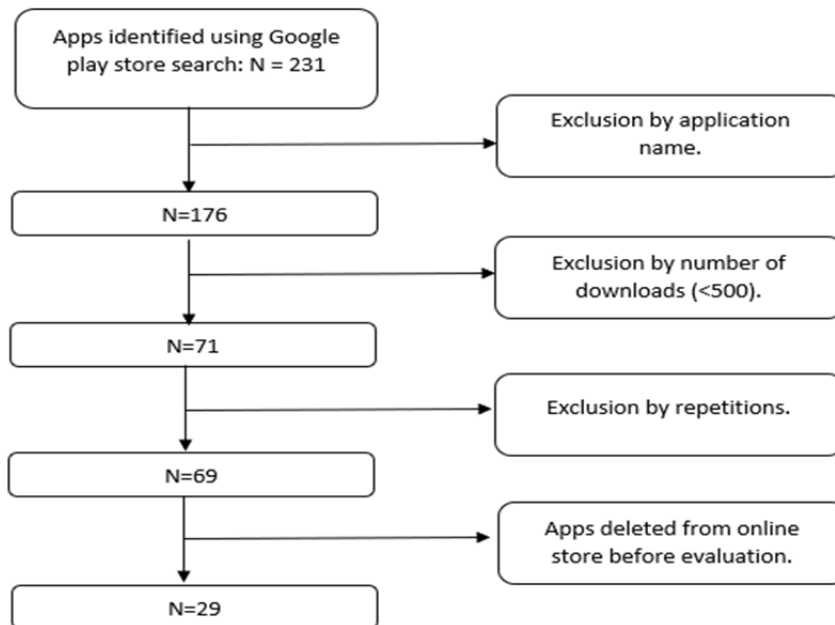 Apps identified using Google
play store search: N = 231
Exclusion by application
name.
N=176
Exclusion by number of
downloads (<500).
N=71
Exclusion by repetitions.
N=69
Apps deleted from online
store before evaluation.
N=29